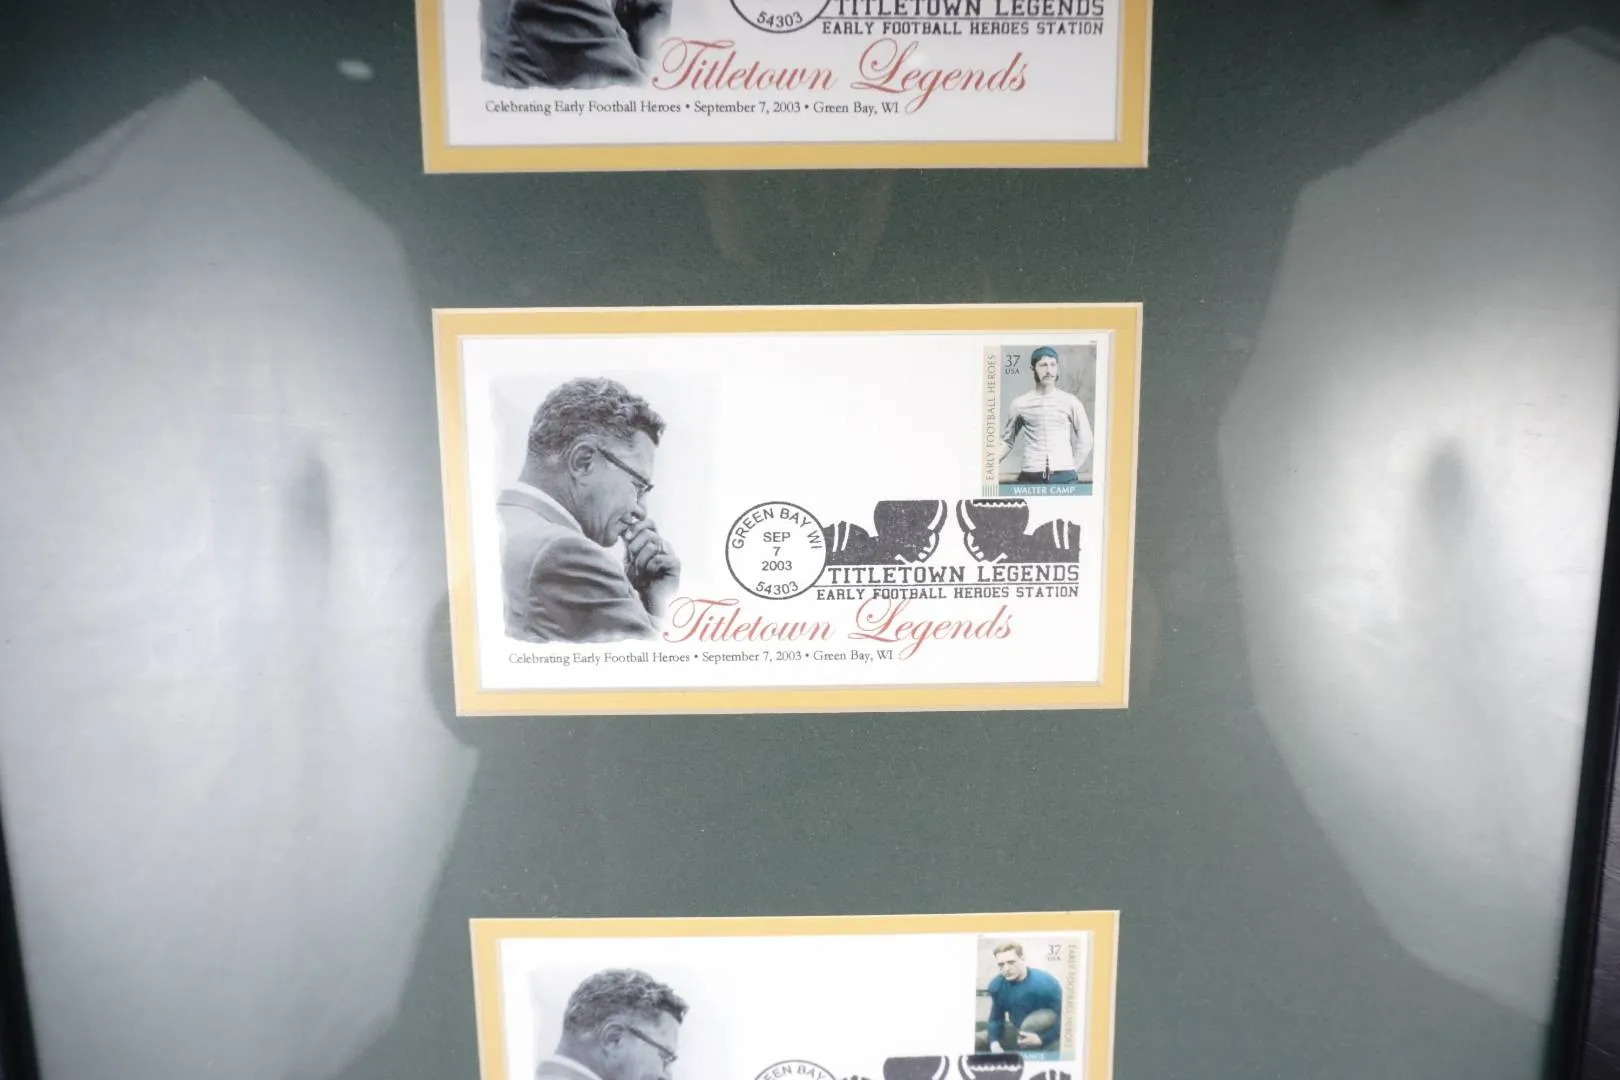 54303
TITLETOWN LEGENDS
EARLY FOOTBALL HEROES STATION
Titletown Legends
Celebrating Early Football Heroes • September 7, 2003 • Green Bay, WI
37
USA
EARLY FOOTBALL HEROES
WALTER CAMP
GREEN BAY WI
SEP
7
2003
54303
TITLETOWN LEGENDS
EARLY FOOTBALL HEROES STATION
Titletown Legends
Celebrating Early Football Heroes • September 7, 2003 • Green Bay, WI
37
USA
EARLY FOOTBALL HEROES
ANGE
EEN BAY